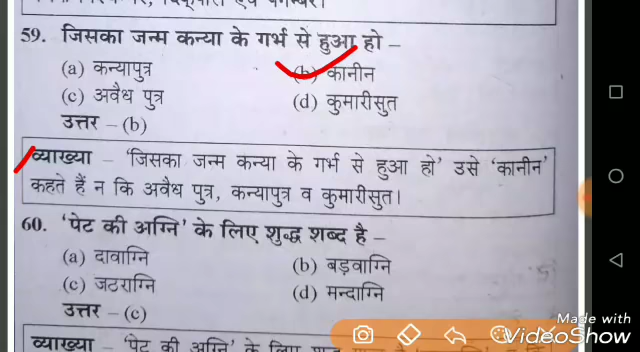 59. जिसका जन्म कन्या के गर्भ से हुआ हो –
(a) कन्यापुत्र (b) कानीन
(c) अवैध पुत्र (d) कुमारीसुत
उत्तर – (b)
व्याख्या – 'जिसका जन्म कन्या के गर्भ से हुआ हो' उसे 'कानीन'
कहते हैं न कि अवैध पुत्र, कन्यापुत्र व कुमारीसुत।
60. 'पेट की अग्नि' के लिए शुद्ध शब्द है –
(a) दावाग्नि (b) बड़वाग्नि
(c) जठराग्नि (d) मन्दाग्नि
उत्तर – (c)
Made with
VideoShow
व्याख्या – 'पेट की अग्नि' के लिए